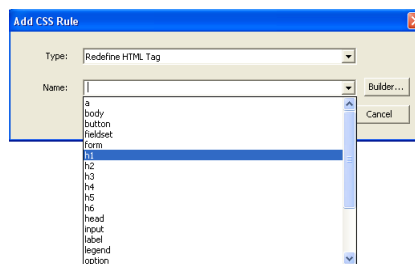 Add CSS Rule
Type: Redefine HTML Tag
Name: Builder...
Cancel
a
body
button
fieldset
form
h1
h2
h3
h4
h5
h6
head
input
label
legend
option